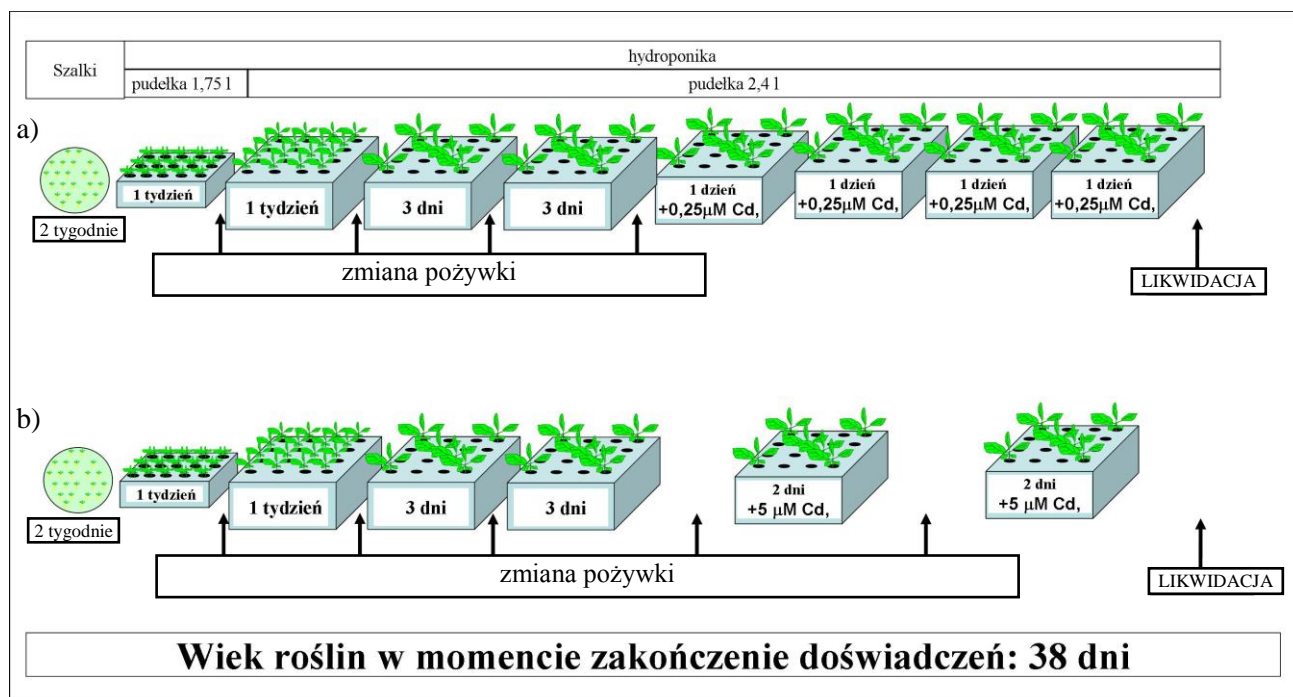 Szalki
hydroponika
pudełka 1,75 l
pudełka 2,4 l
a)
2 tygodnie
1 tydzień
1 tydzień
3 dni
3 dni
1 dzień
+0,25μM Cd,
1 dzień
+0,25μM Cd,
1 dzień
+0,25μM Cd,
1 dzień
+0,25μM Cd,
zmiana pożywki
LIKWIDACJA
b)
2 tygodnie
1 tydzień
1 tydzień
3 dni
3 dni
2 dni
+5 μM Cd,
2 dni
+5 μM Cd,
zmiana pożywki
LIKWIDACJA
Wiek roślin w momencie zakończenie doświadczeń: 38 dni